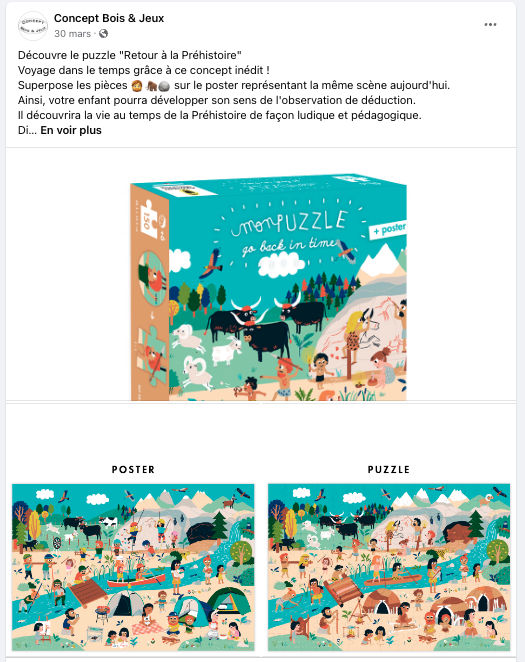 CONCEPT
BOIS & JEUX
Concept Bois & Jeux
30 mars ·
Découvre le puzzle "Retour à la Préhistoire"
Voyage dans le temps grâce à ce concept inédit !
Superpose les pièces 🧔🦣🪨 sur le poster représentant la même scène aujourd'hui.
Ainsi, votre enfant pourra développer son sens de l'observation de déduction.
Il découvrira la vie au temps de la Préhistoire de façon ludique et pédagogique.
Di... En voir plus
mon PUZZLE
go back in time
+ poster
150
POSTER
PUZZLE